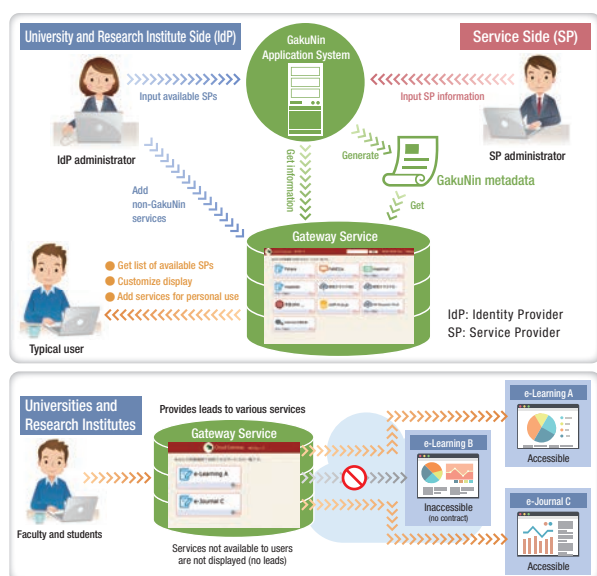 University and Research Institute Side (IdP)
GakuNin
Application System
Service Side (SP)
Input available SPs
Input SP information
IdP administrator
SP administrator
Get information
Generate
GakuNin metadata
Get
Add
non-GakuNin
services
Gateway Service
Get list of available SPs
Customize display
Add services for personal use
Typical user
IdP: Identity Provider
SP: Service Provider
Universities and
Research Institutes
Provides leads to various services
Gateway Service
e-Learning A
e-Journal C
Faculty and students
Services not available to users
are not displayed (no leads)
e-Learning B
Inaccessible
(no contract)
e-Learning A
Accessible
e-Journal C
Accessible